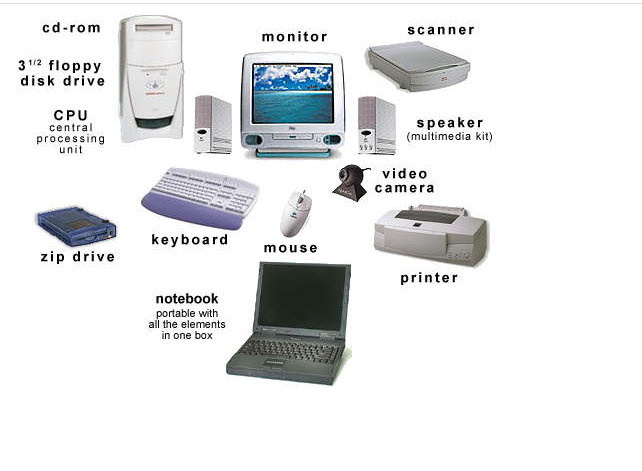 cd-rom
3 1/2 floppy
disk drive
CPU
central
processing
unit
monitor
scanner
speaker
(multimedia kit)
video
camera
zip drive
keyboard
mouse
printer
notebook
portable with
all the elements
in one box